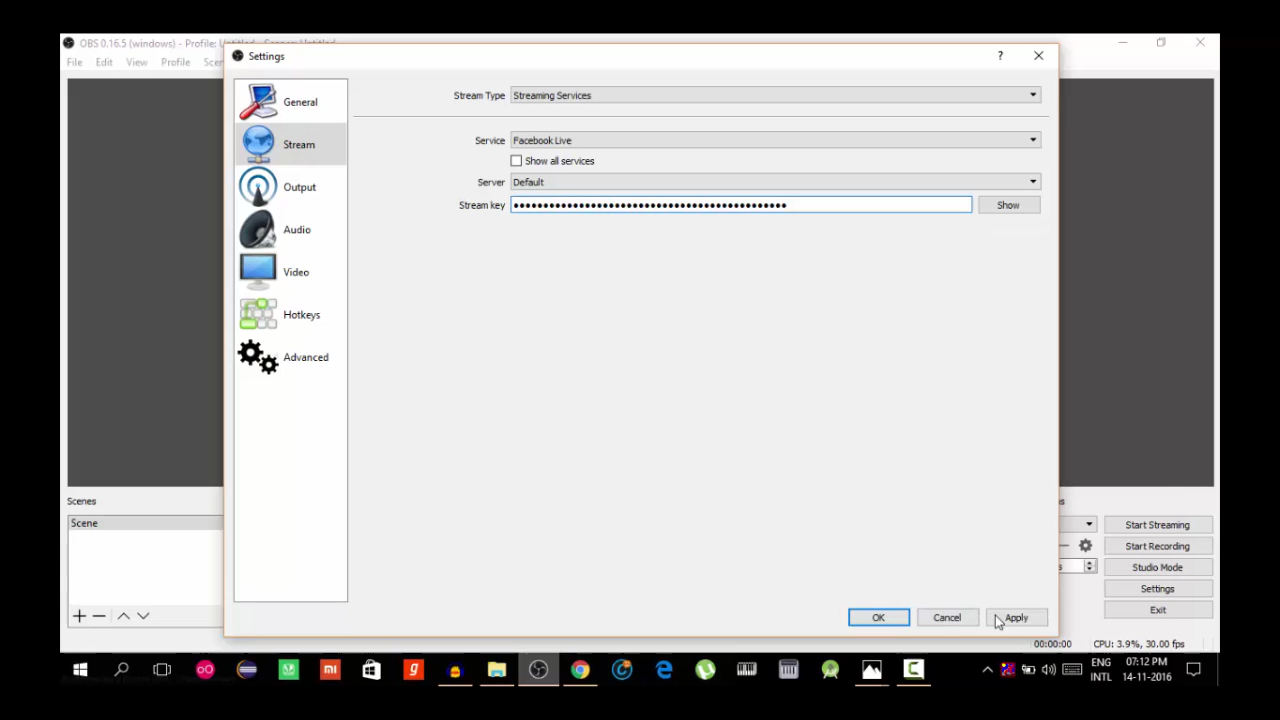 OBS 0.16.5 (windows) - Profile:
Settings
? 
File Edit View Profile
General
Stream
Output
Audio
Video
Hotkeys
Advanced
Stream Type Streaming Services
Service Facebook Live
Show all services
Server Default
Stream key •••••••••••••••••••••••••••••••••••••••••••••• Show
Scenes
Scene
Start Streaming
Start Recording
Studio Mode
Settings
Exit
OK Cancel Apply
00:00:00 CPU: 3.9%, 30.00 fps
mi
g
ENG 07:12 PM
INTL 14-11-2016